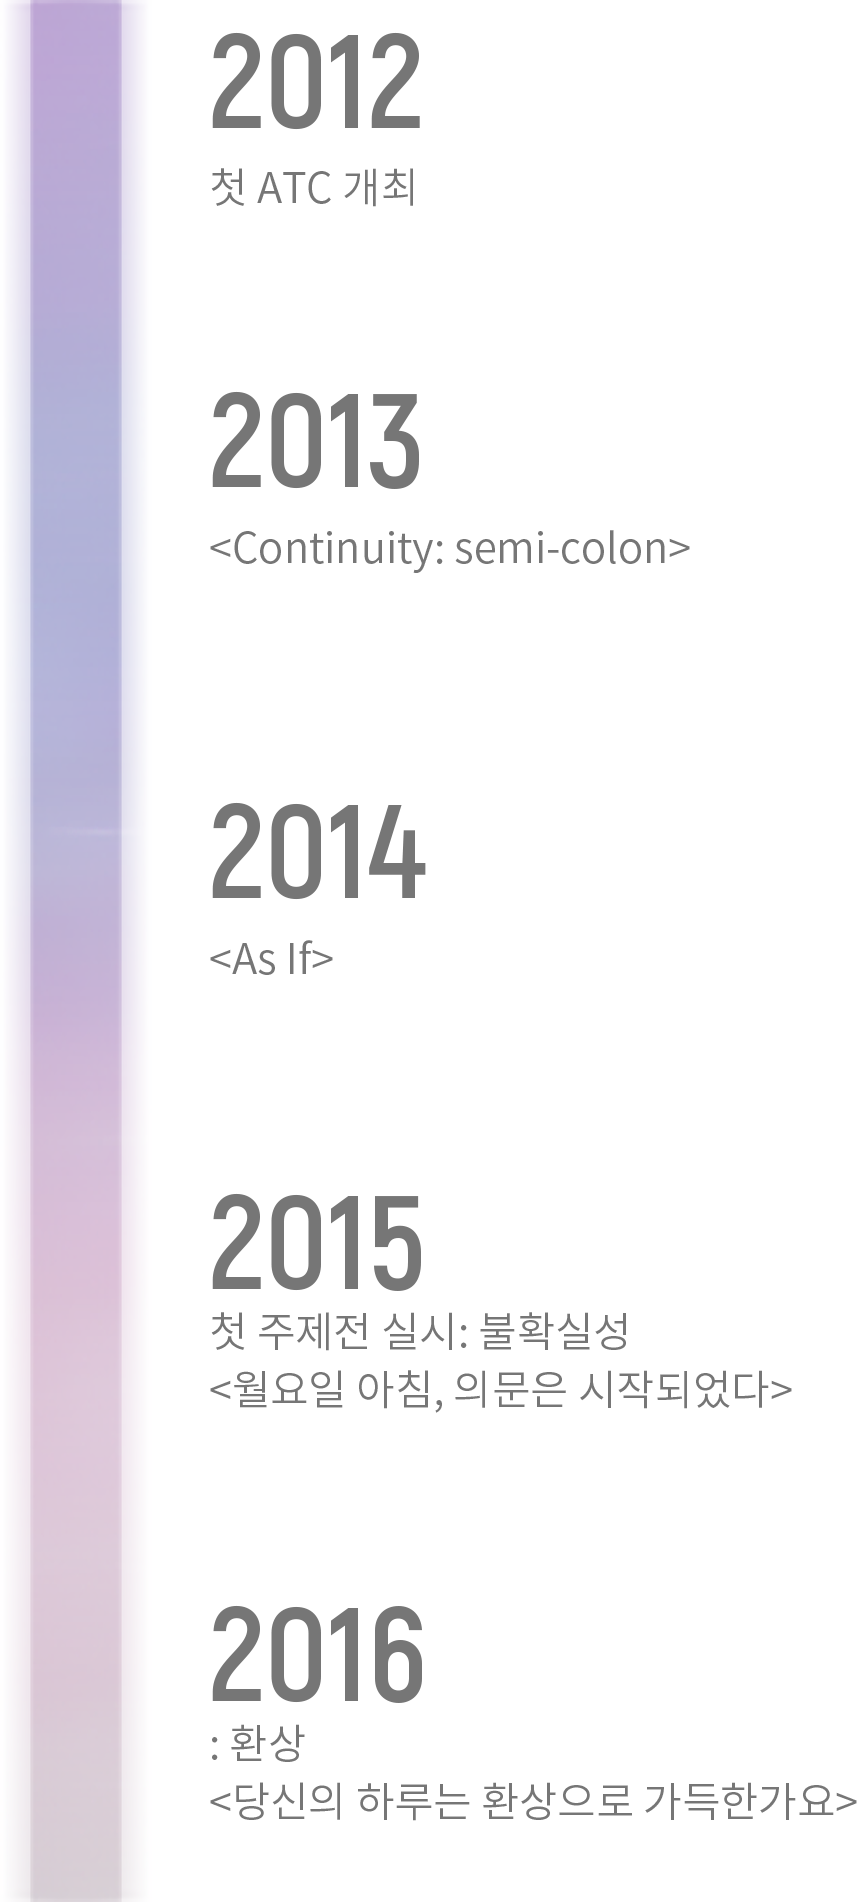 2012
첫 ATC 개최
2013
<Continuity: semi-colon>
2014
<As If>
2015
첫 주제전 실시: 불확실성
<월요일 아침, 의문은 시작되었다>
2016
: 환상
<당신의 하루는 환상으로 가득한가요>